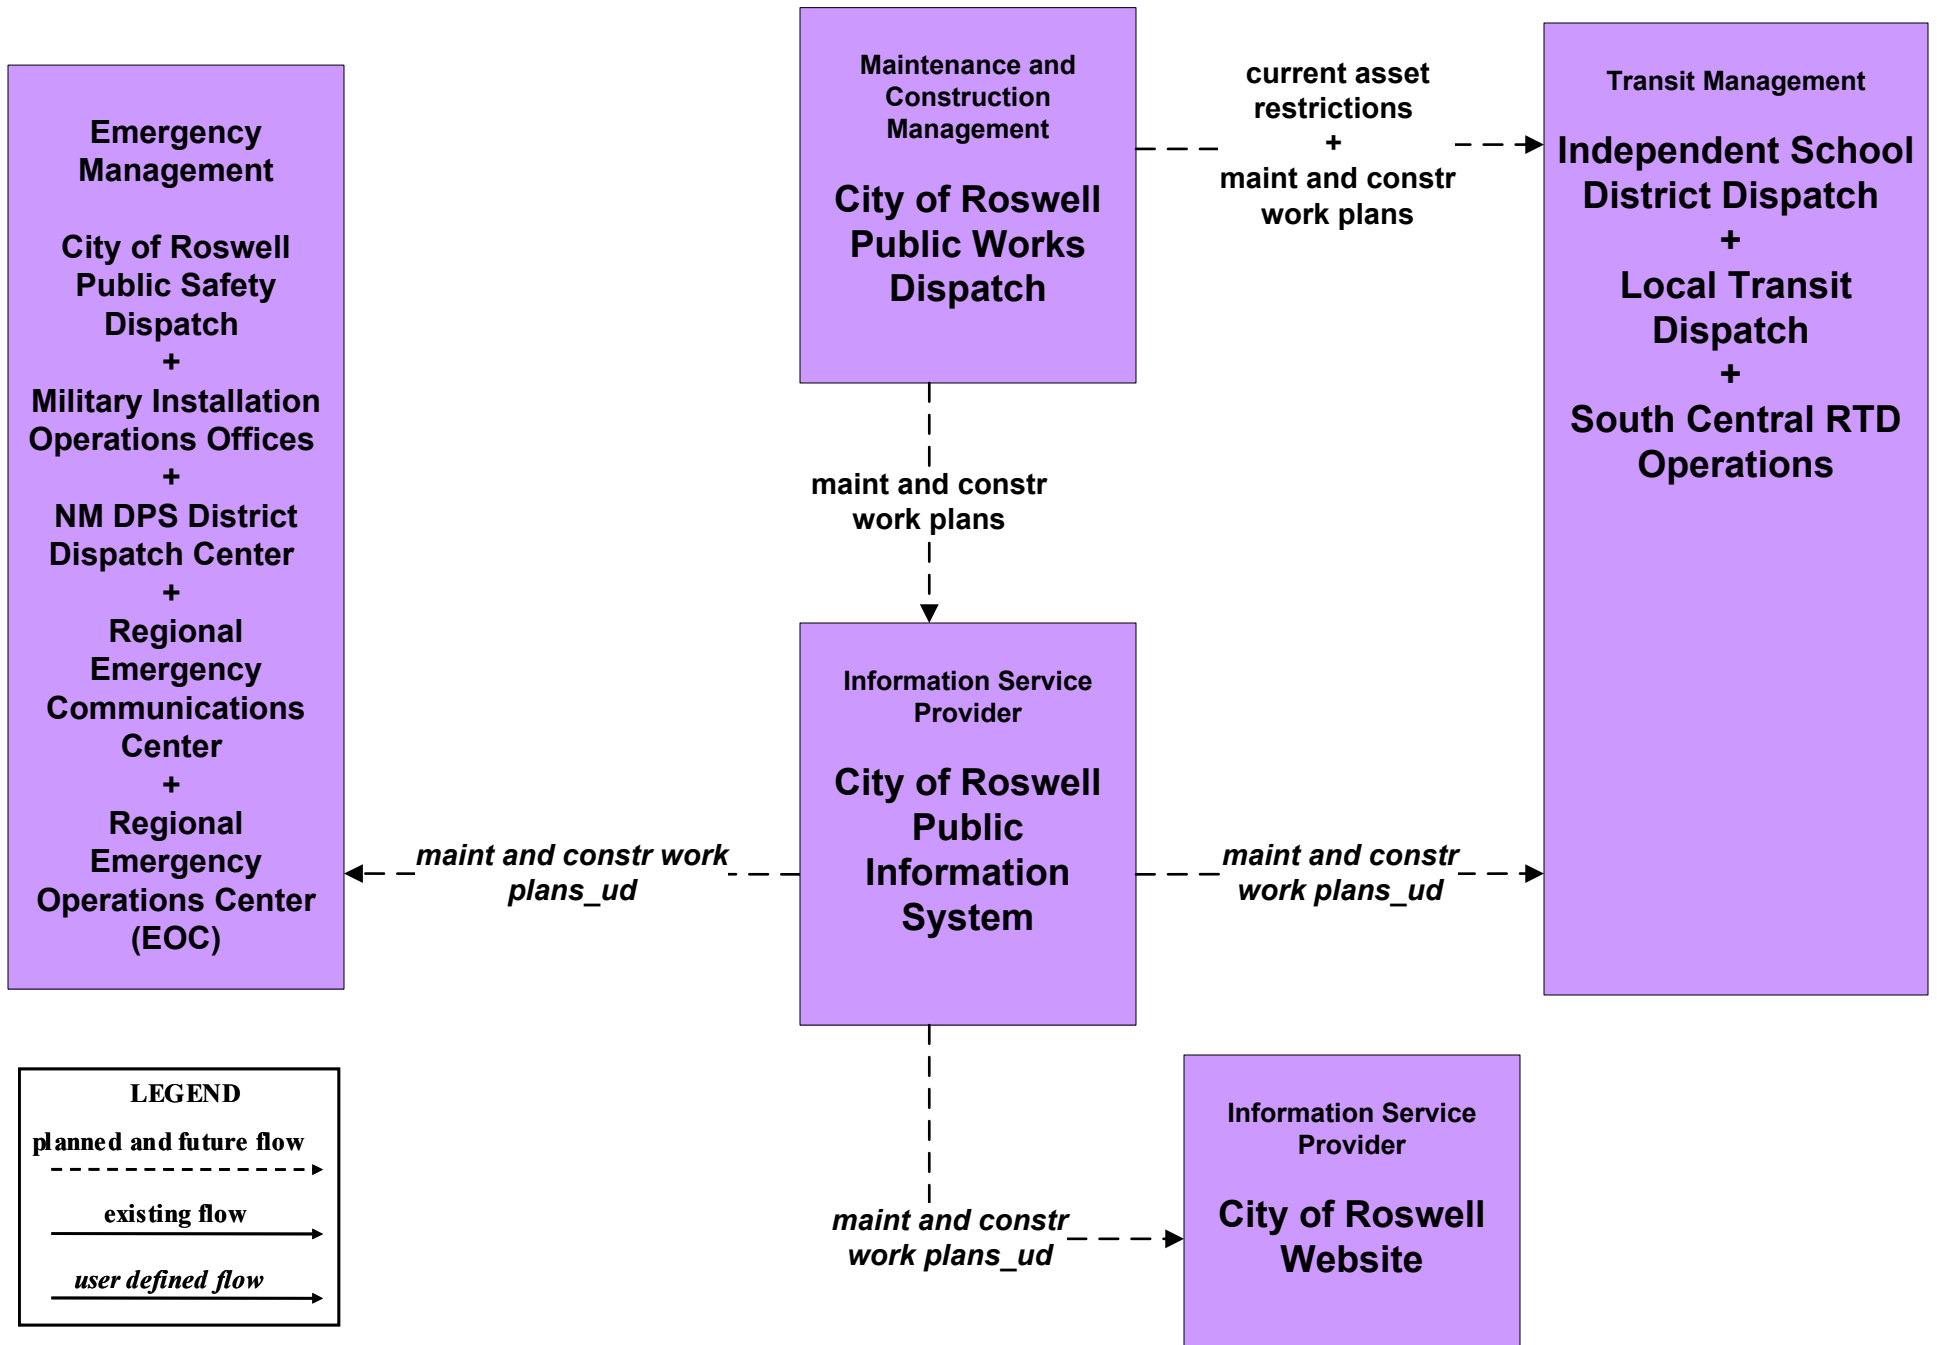 Emergency
Management
City of Roswell
Public Safety
Dispatch
+
Military Installation
Operations Offices
+
NM DPS District
Dispatch Center
+
Regional
Emergency
Communications
Center
+
Regional
Emergency
Operations Center
(EOC)
Maintenance and
Construction
Management
City of Roswell
Public Works
Dispatch
current asset
restrictions
+
maint and constr
work plans
Transit Management
Independent School
District Dispatch
+
Local Transit
Dispatch
+
South Central RTD
Operations
maint and constr
work plans
Information Service
Provider
City of Roswell
Public
Information
System
maint and constr work
plans_ud
maint and constr
work plans_ud
maint and constr
work plans_ud
Information Service
Provider
City of Roswell
Website
LEGEND
planned and future flow
existing flow
user defined flow